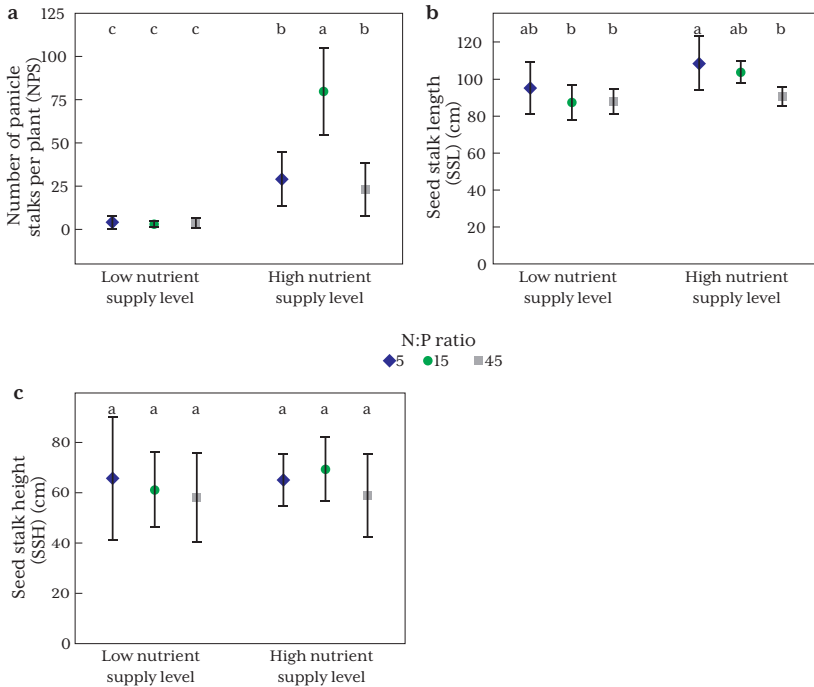 a
Number of panicle
stalks per plant (NPS)
125
100
75
50
25
0
c c c b a b
Low nutrient
supply level
High nutrient
supply level
b
Seed stalk length
(SSL) (cm)
120
100
80
60
40
20
0
ab b b a ab b
Low nutrient
supply level
High nutrient
supply level
N:P ratio
5 15 45
c
Seed stalk height
(SSH) (cm)
80
60
40
20
0
a a a a a a
Low nutrient
supply level
High nutrient
supply level